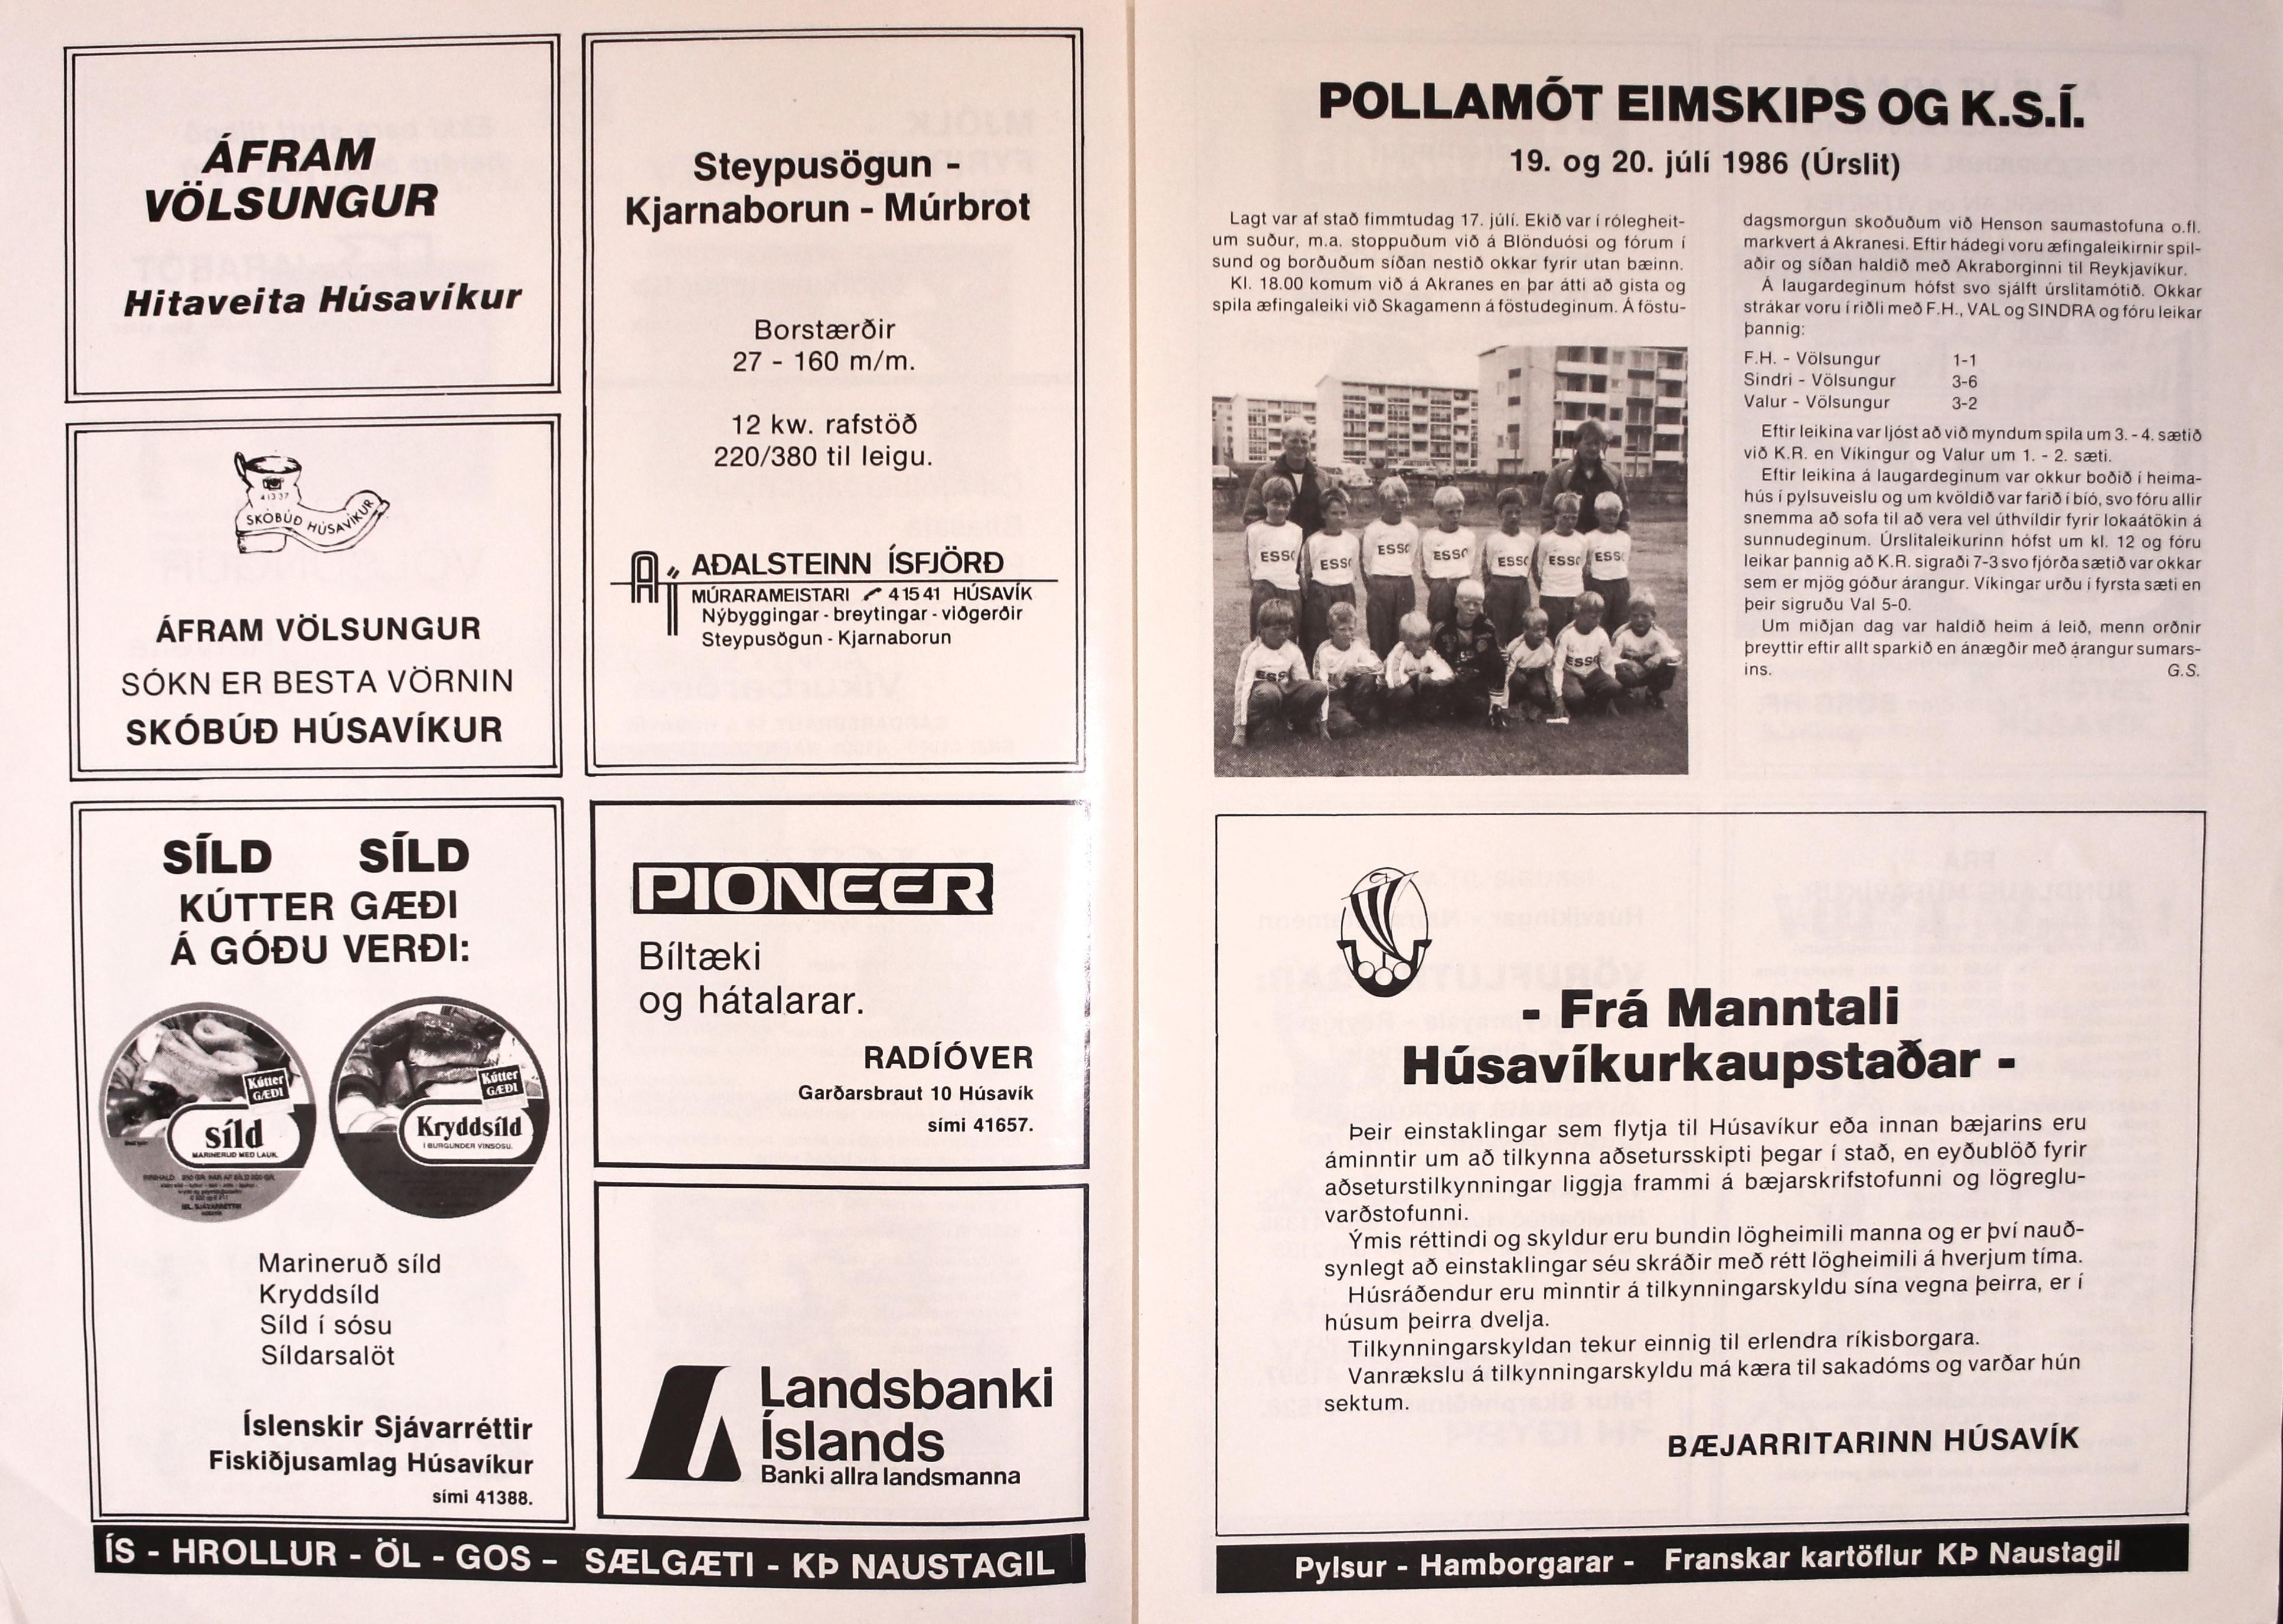 ÁFRAM
VÖLSUNGUR
Hitaveita Húsavíkur
41337
SKÓBÚÐ HÚSAVÍKUR
ÁFRAM VÖLSUNGUR
SÓKN ER BESTA VÖRNIN
SKÓBÚÐ HÚSAVÍKUR
SÍLD SÍLD
KÚTTER GÆÐI
Á GÓÐU VERÐI:
Kútter
GÆÐI
síld
MARINERUÐ MEÐ LAUK
Kútter
GÆÐI
Kryddsíld
Í BURGUNDER VÍNSÓSU.
Marineruð síld
Kryddsíld
Síld í sósu
Síldarsalöt
Íslenskir Sjávarréttir
Fiskiðjusamlag Húsavíkur
sími 41388.
Steypusögun -
Kjarnaborun - Múrbrot
Borstærðir
27 - 160 m/m.
12 kw. rafstöð
220/380 til leigu.
AÐALSTEINN ÍSFJÖRÐ
MÚRARAMEISTARI 41541 HÚSAVÍK
Nýbyggingar - breytingar - viðgerðir
Steypusögun - Kjarnaborun
PIONEER
Bíltæki
og hátalarar.
RADÍÓVER
Garðarsbraut 10 Húsavík
sími 41657.
Landsbanki
Íslands
Banki allra landsmanna
ÍS - HROLLUR - ÖL - GOS - SÆLGÆTI - KÞ NAUSTAGIL
POLLAMÓT EIMSKIPS OG K.S.Í.
19. og 20. júlí 1986 (Úrslit)
Lagt var af stað fimmtudag 17. júlí. Ekið var í rólegheit-
um suður, m.a. stoppuðum við á Blönduósi og fórum í
sund og borðuðum síðan nestið okkar fyrir utan bæinn.
Kl. 18.00 komum við á Akranes en þar átti að gista og
spila æfingaleiki við Skagamenn á föstudeginum. Á föstu-
ESSO
ESSO
ESSO
ESSO
ESSO
ESSO
ESSO
dagsmorgun skoðuðum við Henson saumastofuna o.fl.
markvert á Akranesi. Eftir hádegi voru æfingaleikirnir spil-
aðir og síðan haldið með Akraborginni til Reykjavíkur.
Á laugardeginum hófst svo sjálft úrslitamótið. Okkar
strákar voru í riðli með F.H., VAL og SINDRA og fóru leikar
þannig:
F.H. - Völsungur 1-1
Sindri - Völsungur 3-6
Valur - Völsungur 3-2
Eftir leikina var ljóst að við myndum spila um 3. - 4. sætið
við K.R. en Víkingur og Valur um 1. - 2. sæti.
Eftir leikina á laugardeginum var okkur boðið í heima-
hús í pylsuveislu og um kvöldið var farið í bíó, svo fóru allir
snemma að sofa til að vera vel úthvíldir fyrir lokaátökin á
sunnudeginum. Úrslitaleikurinn hófst um kl. 12 og fóru
leikar þannig að K.R. sigraði 7-3 svo fjórða sætið var okkar
sem er mjög góður árangur. Víkingar urðu í fyrsta sæti en
þeir sigruðu Val 5-0.
Um miðjan dag var haldið heim á leið, menn orðnir
þreyttir eftir allt sparkið en ánægðir með árangur sumars-
ins. G.S.
- Frá Manntali
Húsavíkurkaupstaðar -
Þeir einstaklingar sem flytja til Húsavíkur eða innan bæjarins eru
áminntir um að tilkynna aðsetursskipti þegar í stað, en eyðublöð fyrir
aðseturstilkynningar liggja frammi á bæjarskrifstofunni og lögreglu-
varðstofunni.
Ýmis réttindi og skyldur eru bundin lögheimili manna og er því nauð-
synlegt að einstaklingar séu skráðir með rétt lögheimili á hverjum tíma.
Húsráðendur eru minntir á tilkynningarskyldu sína vegna þeirra, er í
húsum þeirra dvelja.
Tilkynningarskyldan tekur einnig til erlendra ríkisborgara.
Vanrækslu á tilkynningarskyldu má kæra til sakadóms og varðar hún
sektum.
BÆJARRITARINN HÚSAVÍK
Pylsur - Hamborgarar - Franskar kartöflur KÞ Naustagil